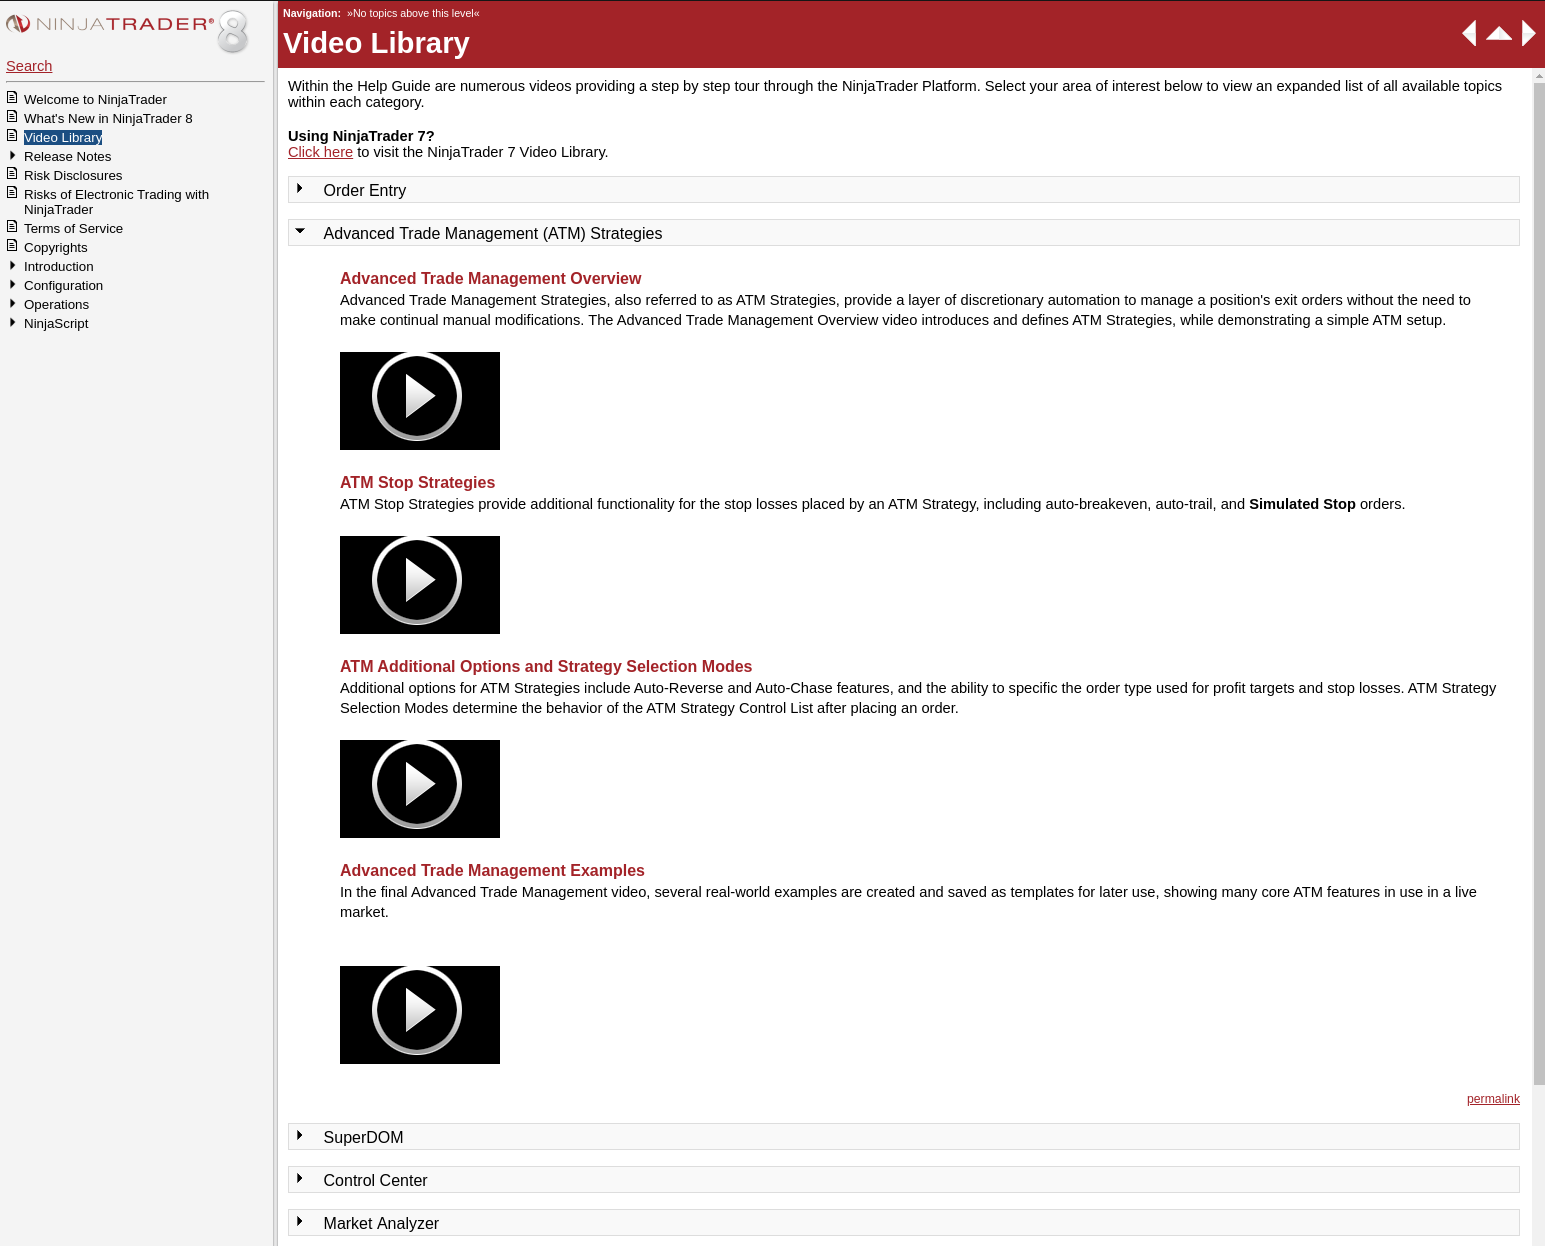 NINJATRADER® 8
Search
Welcome to NinjaTrader
What's New in NinjaTrader 8
Video Library
Release Notes
Risk Disclosures
Risks of Electronic Trading with
NinjaTrader
Terms of Service
Copyrights
Introduction
Configuration
Operations
NinjaScript
Navigation: »No topics above this level«
Video Library
Within the Help Guide are numerous videos providing a step by step tour through the NinjaTrader Platform. Select your area of interest below to view an expanded list of all available topics
within each category.
Using NinjaTrader 7?
Click here to visit the NinjaTrader 7 Video Library.
Order Entry
Advanced Trade Management (ATM) Strategies
Advanced Trade Management Overview
Advanced Trade Management Strategies, also referred to as ATM Strategies, provide a layer of discretionary automation to manage a position's exit orders without the need to
make continual manual modifications. The Advanced Trade Management Overview video introduces and defines ATM Strategies, while demonstrating a simple ATM setup.
ATM Stop Strategies
ATM Stop Strategies provide additional functionality for the stop losses placed by an ATM Strategy, including auto-breakeven, auto-trail, and Simulated Stop orders.
ATM Additional Options and Strategy Selection Modes
Additional options for ATM Strategies include Auto-Reverse and Auto-Chase features, and the ability to specific the order type used for profit targets and stop losses. ATM Strategy
Selection Modes determine the behavior of the ATM Strategy Control List after placing an order.
Advanced Trade Management Examples
In the final Advanced Trade Management video, several real-world examples are created and saved as templates for later use, showing many core ATM features in use in a live
market.
permalink
SuperDOM
Control Center
Market Analyzer